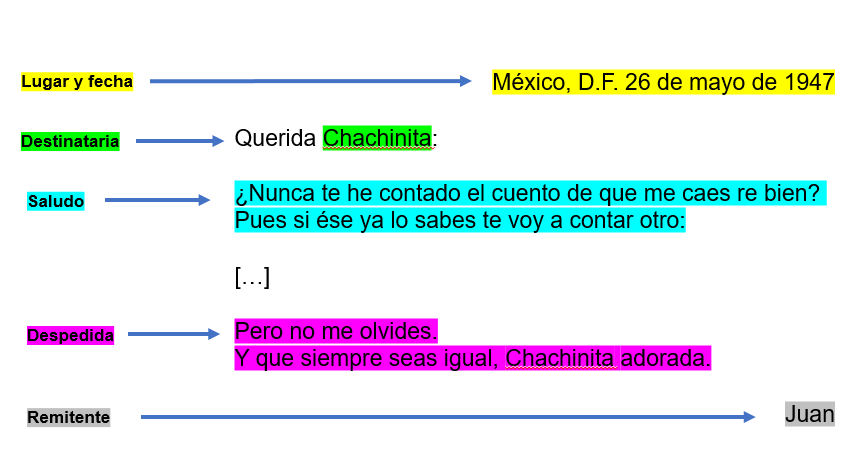 Lugar y fecha México, D.F. 26 de mayo de 1947
Destinataria Querida Chachinita:
Saludo ¿Nunca te he contado el cuento de que me caes re bien?
Pues si ése ya lo sabes te voy a contar otro:
[…]
Despedida Pero no me olvides.
Y que siempre seas igual, Chachinita adorada.
Remitente Juan